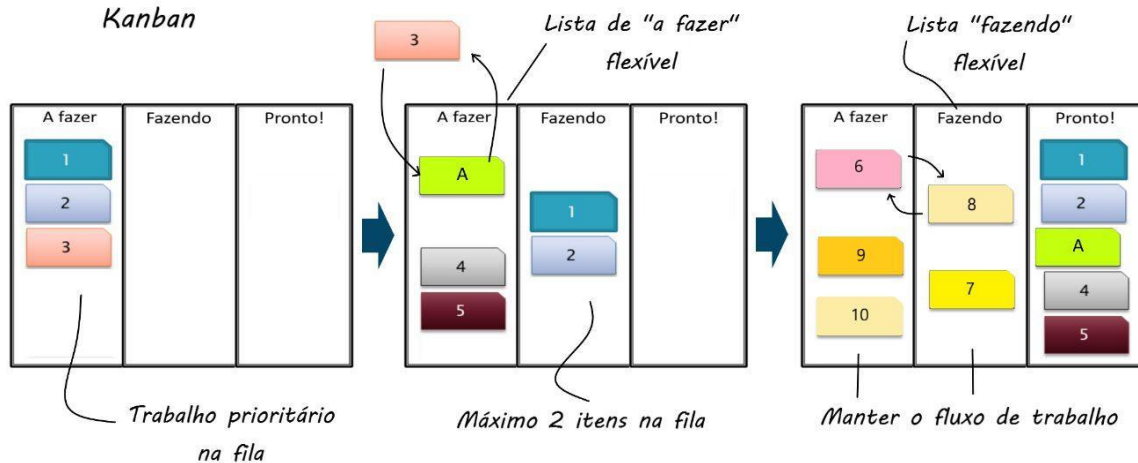 Kanban
3
Lista de "a fazer"
flexível
Lista "fazendo"
flexível
A fazer
Fazendo
Pronto!
1
2
3
A fazer
Fazendo
Pronto!
A
1
2
4
5
A fazer
Fazendo
Pronto!
6
9
10
8
7
1
2
A
4
5
Trabalho prioritário
na fila
Máximo 2 itens na fila
Manter o fluxo de trabalho